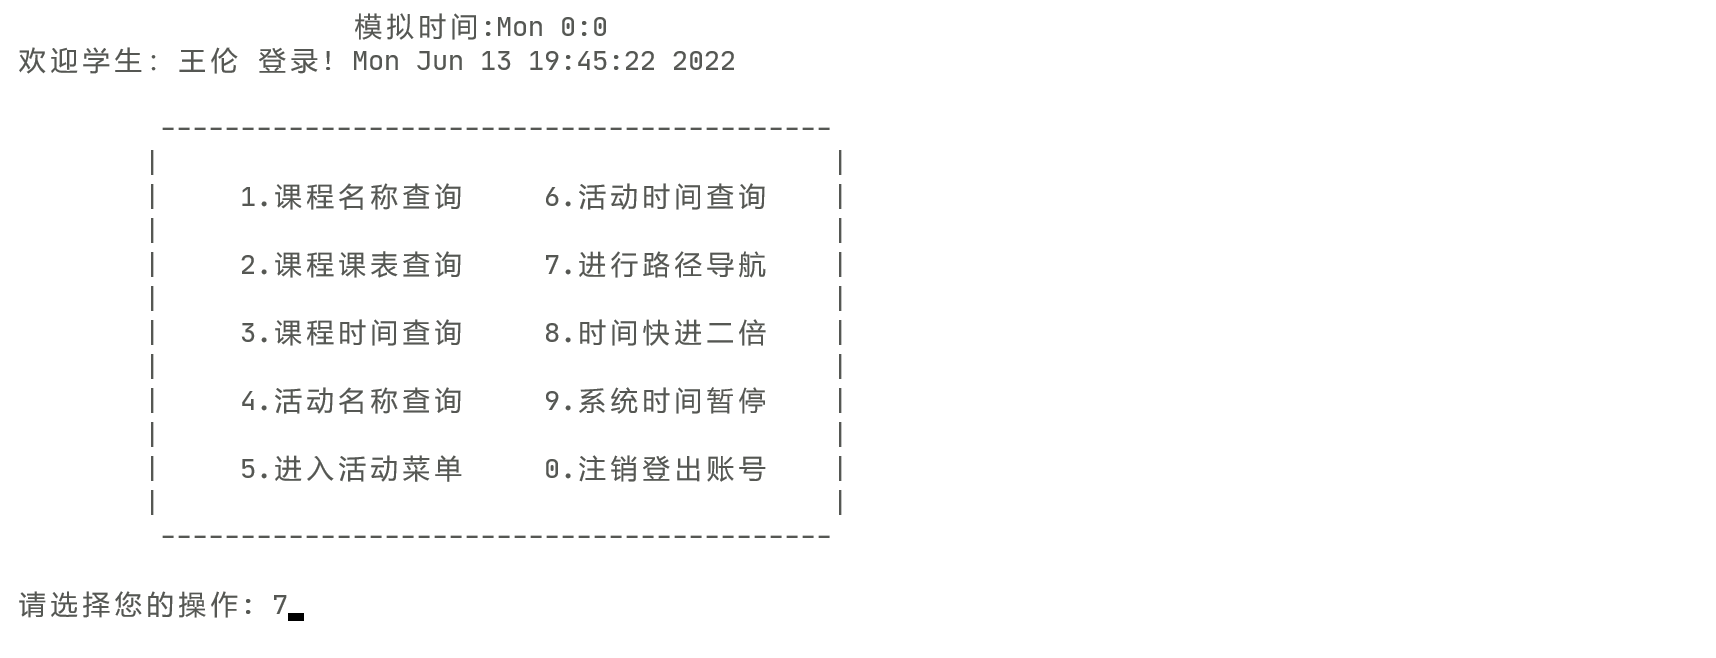 模拟时间:Mon 0:0
欢迎学生: 王伦 登录! Mon Jun 13 19:45:22 2022
------------------------------------------
| |
| 1.课程名称查询 6.活动时间查询 |
| |
| 2.课程课表查询 7.进行路径导航 |
| |
| 3.课程时间查询 8.时间快进二倍 |
| |
| 4.活动名称查询 9.系统时间暂停 |
| |
| 5.进入活动菜单 0.注销登出账号 |
| |
------------------------------------------
请选择您的操作: 7